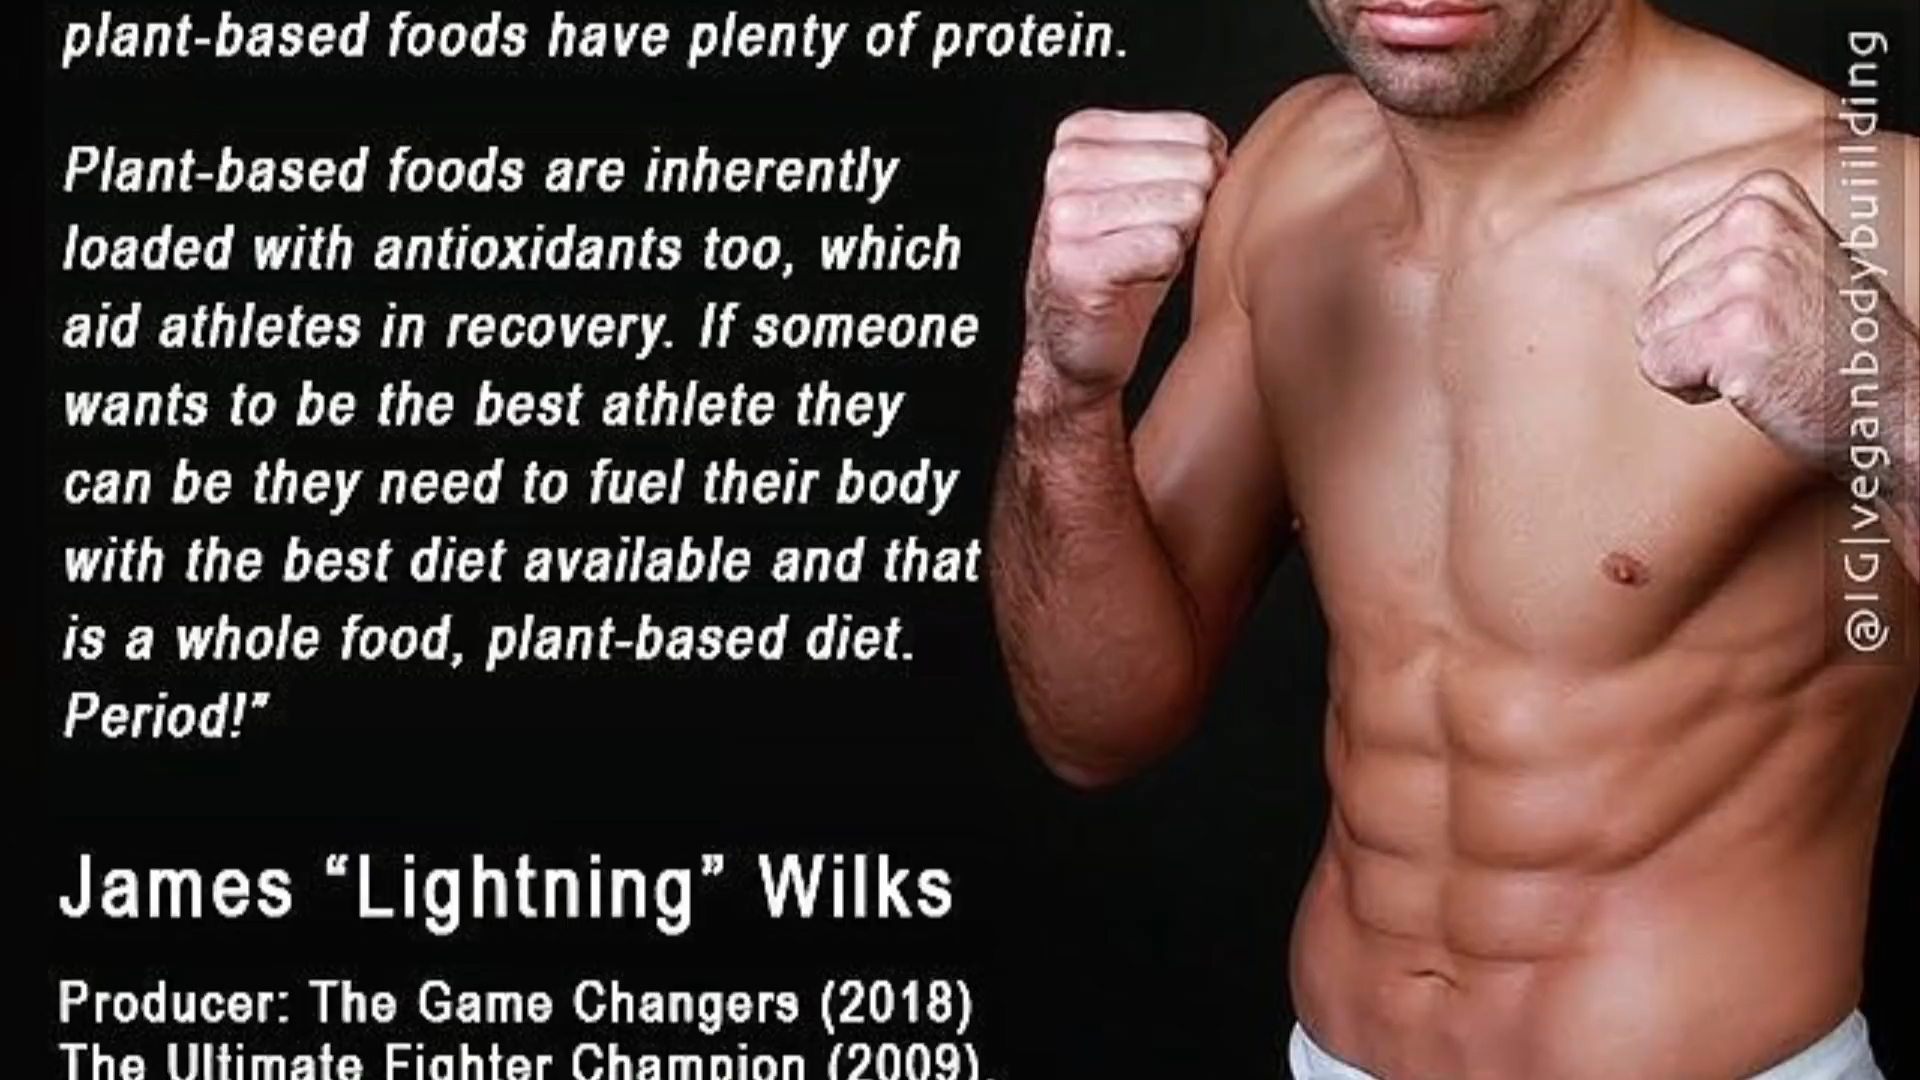 plant-based foods have plenty of protein.
Plant-based foods are inherently
loaded with antioxidants too, which
aid athletes in recovery. If someone
wants to be the best athlete they
can be they need to fuel their body
with the best diet available and that
is a whole food, plant-based diet.
Period!”
James “Lightning” Wilks
Producer: The Game Changers (2018)
The Ultimate Fighter Champion (2009).
@IG|veganbodybuilding